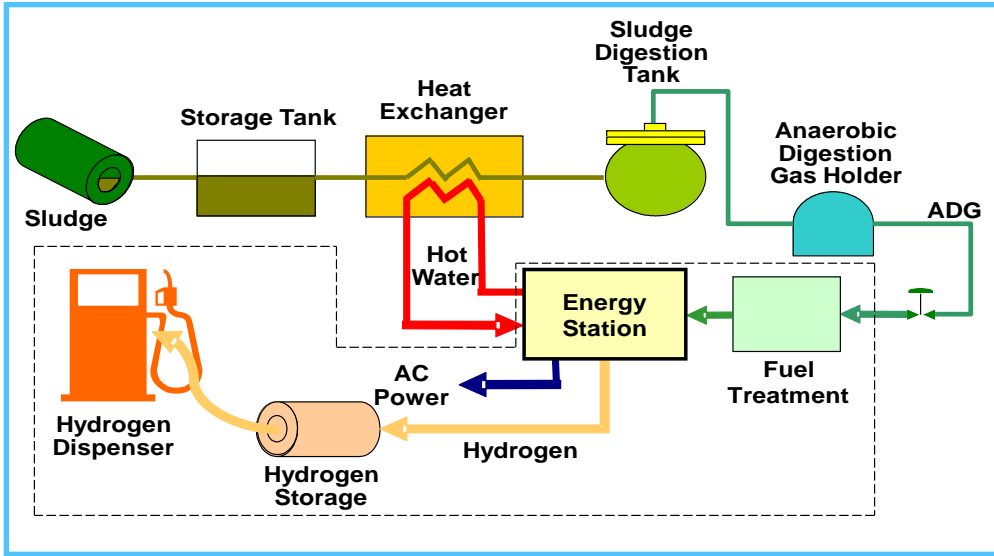 Sludge
Digestion
Tank
Heat
Exchanger
Storage Tank
Anaerobic
Digestion
Gas Holder
Sludge
ADG
Hot
Water
Energy
Station
Fuel
Treatment
AC
Power
Hydrogen
Dispenser
Hydrogen
Hydrogen
Storage